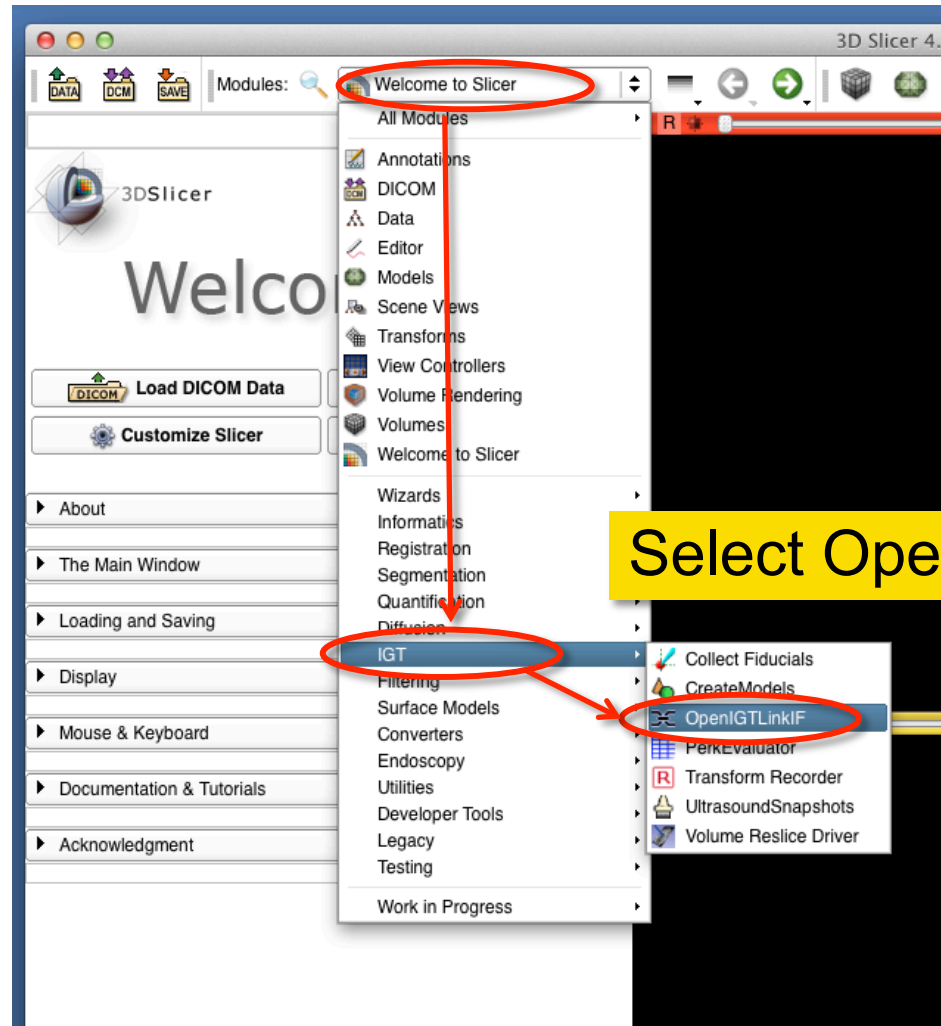 3D Slicer 4.
DATA DCM SAVE Modules: Welcome to Slicer
R
3DSlicer
Welco
DICOM Load DICOM Data
Customize Slicer
About
The Main Window
Loading and Saving
Display
Mouse & Keyboard
Documentation & Tutorials
Acknowledgment
All Modules
Annotations
DCM DICOM
Data
Editor
Models
Scene Views
Transforms
View Controllers
Volume Rendering
Volumes
Welcome to Slicer
Wizards
Informatics
Registration
Segmentation
Quantification
Diffusion
IGT
Filtering
Surface Models
Converters
Endoscopy
Utilities
Developer Tools
Legacy
Testing
Work in Progress
Select Ope
Collect Fiducials
CreateModels
OpenIGTLinkIF
PerkEvaluator
R Transform Recorder
UltrasoundSnapshots
Volume Reslice Driver